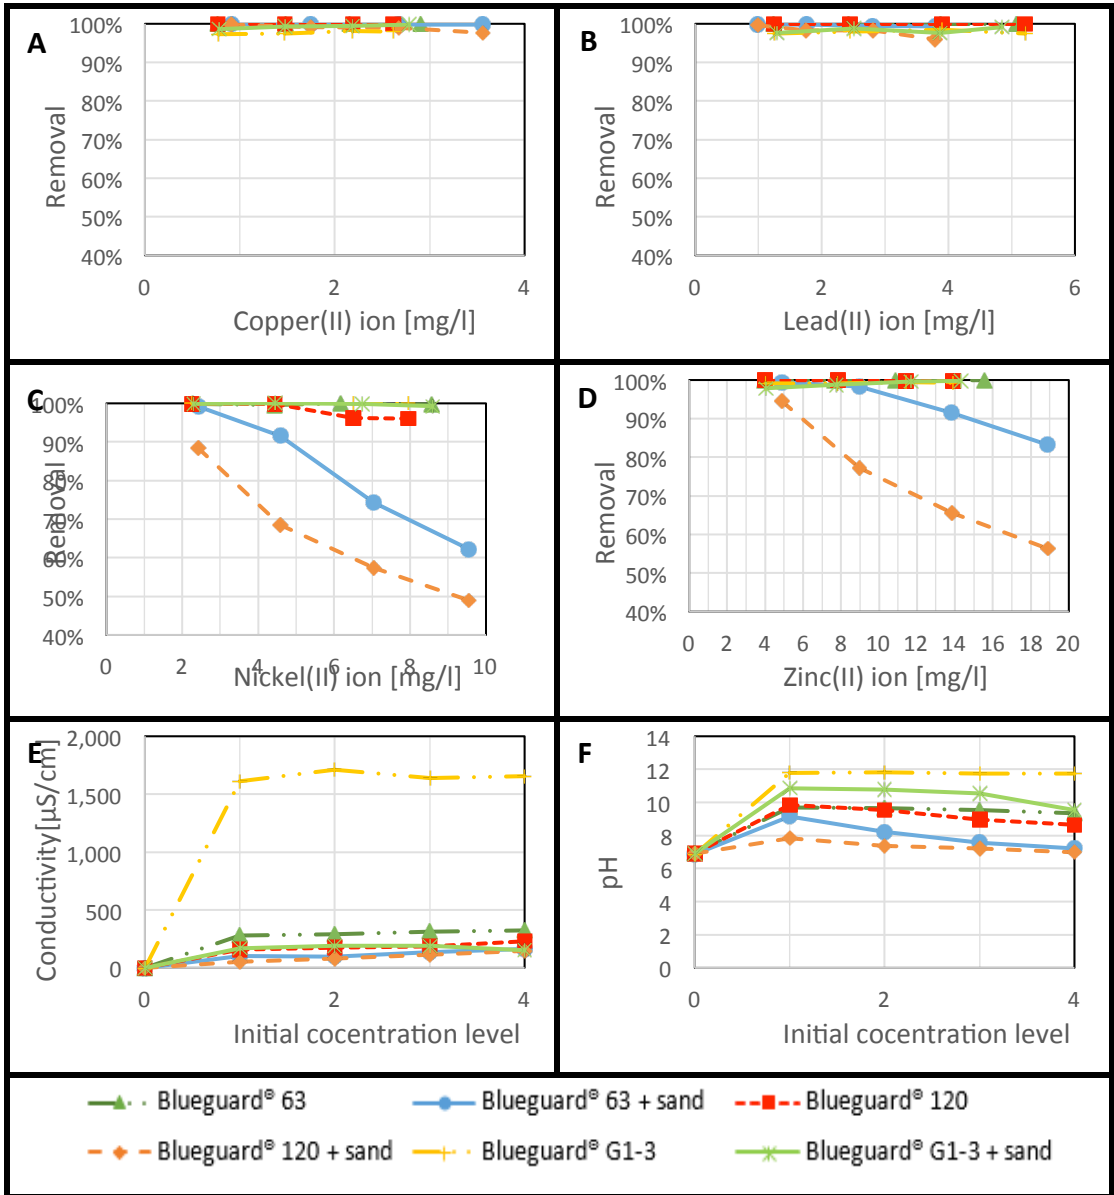 A
100%
90%
80%
70%
60%
50%
40%
Removal
0 2 4
Copper(II) ion [mg/l]
B
100%
90%
80%
70%
60%
50%
40%
Removal
0 2 4 6
Lead(II) ion [mg/l]
C
100%
90%
80%
70%
60%
50%
40%
Removal
0 2 4 6 8 10
Nickel(II) ion [mg/l]
D
100%
90%
80%
70%
60%
50%
40%
Removal
0 2 4 6 8 10 12 14 16 18 20
Zinc(II) ion [mg/l]
E
2,000
1,500
1,000
500
0
Conductivity[µS/cm]
0 2 4
Initial cocentration level
F
14
12
10
8
6
4
2
0
pH
0 2 4
Initial cocentration level
Blueguard® 63 Blueguard® 63 + sand Blueguard® 120
Blueguard® 120 + sand Blueguard® G1-3 Blueguard® G1-3 + sand